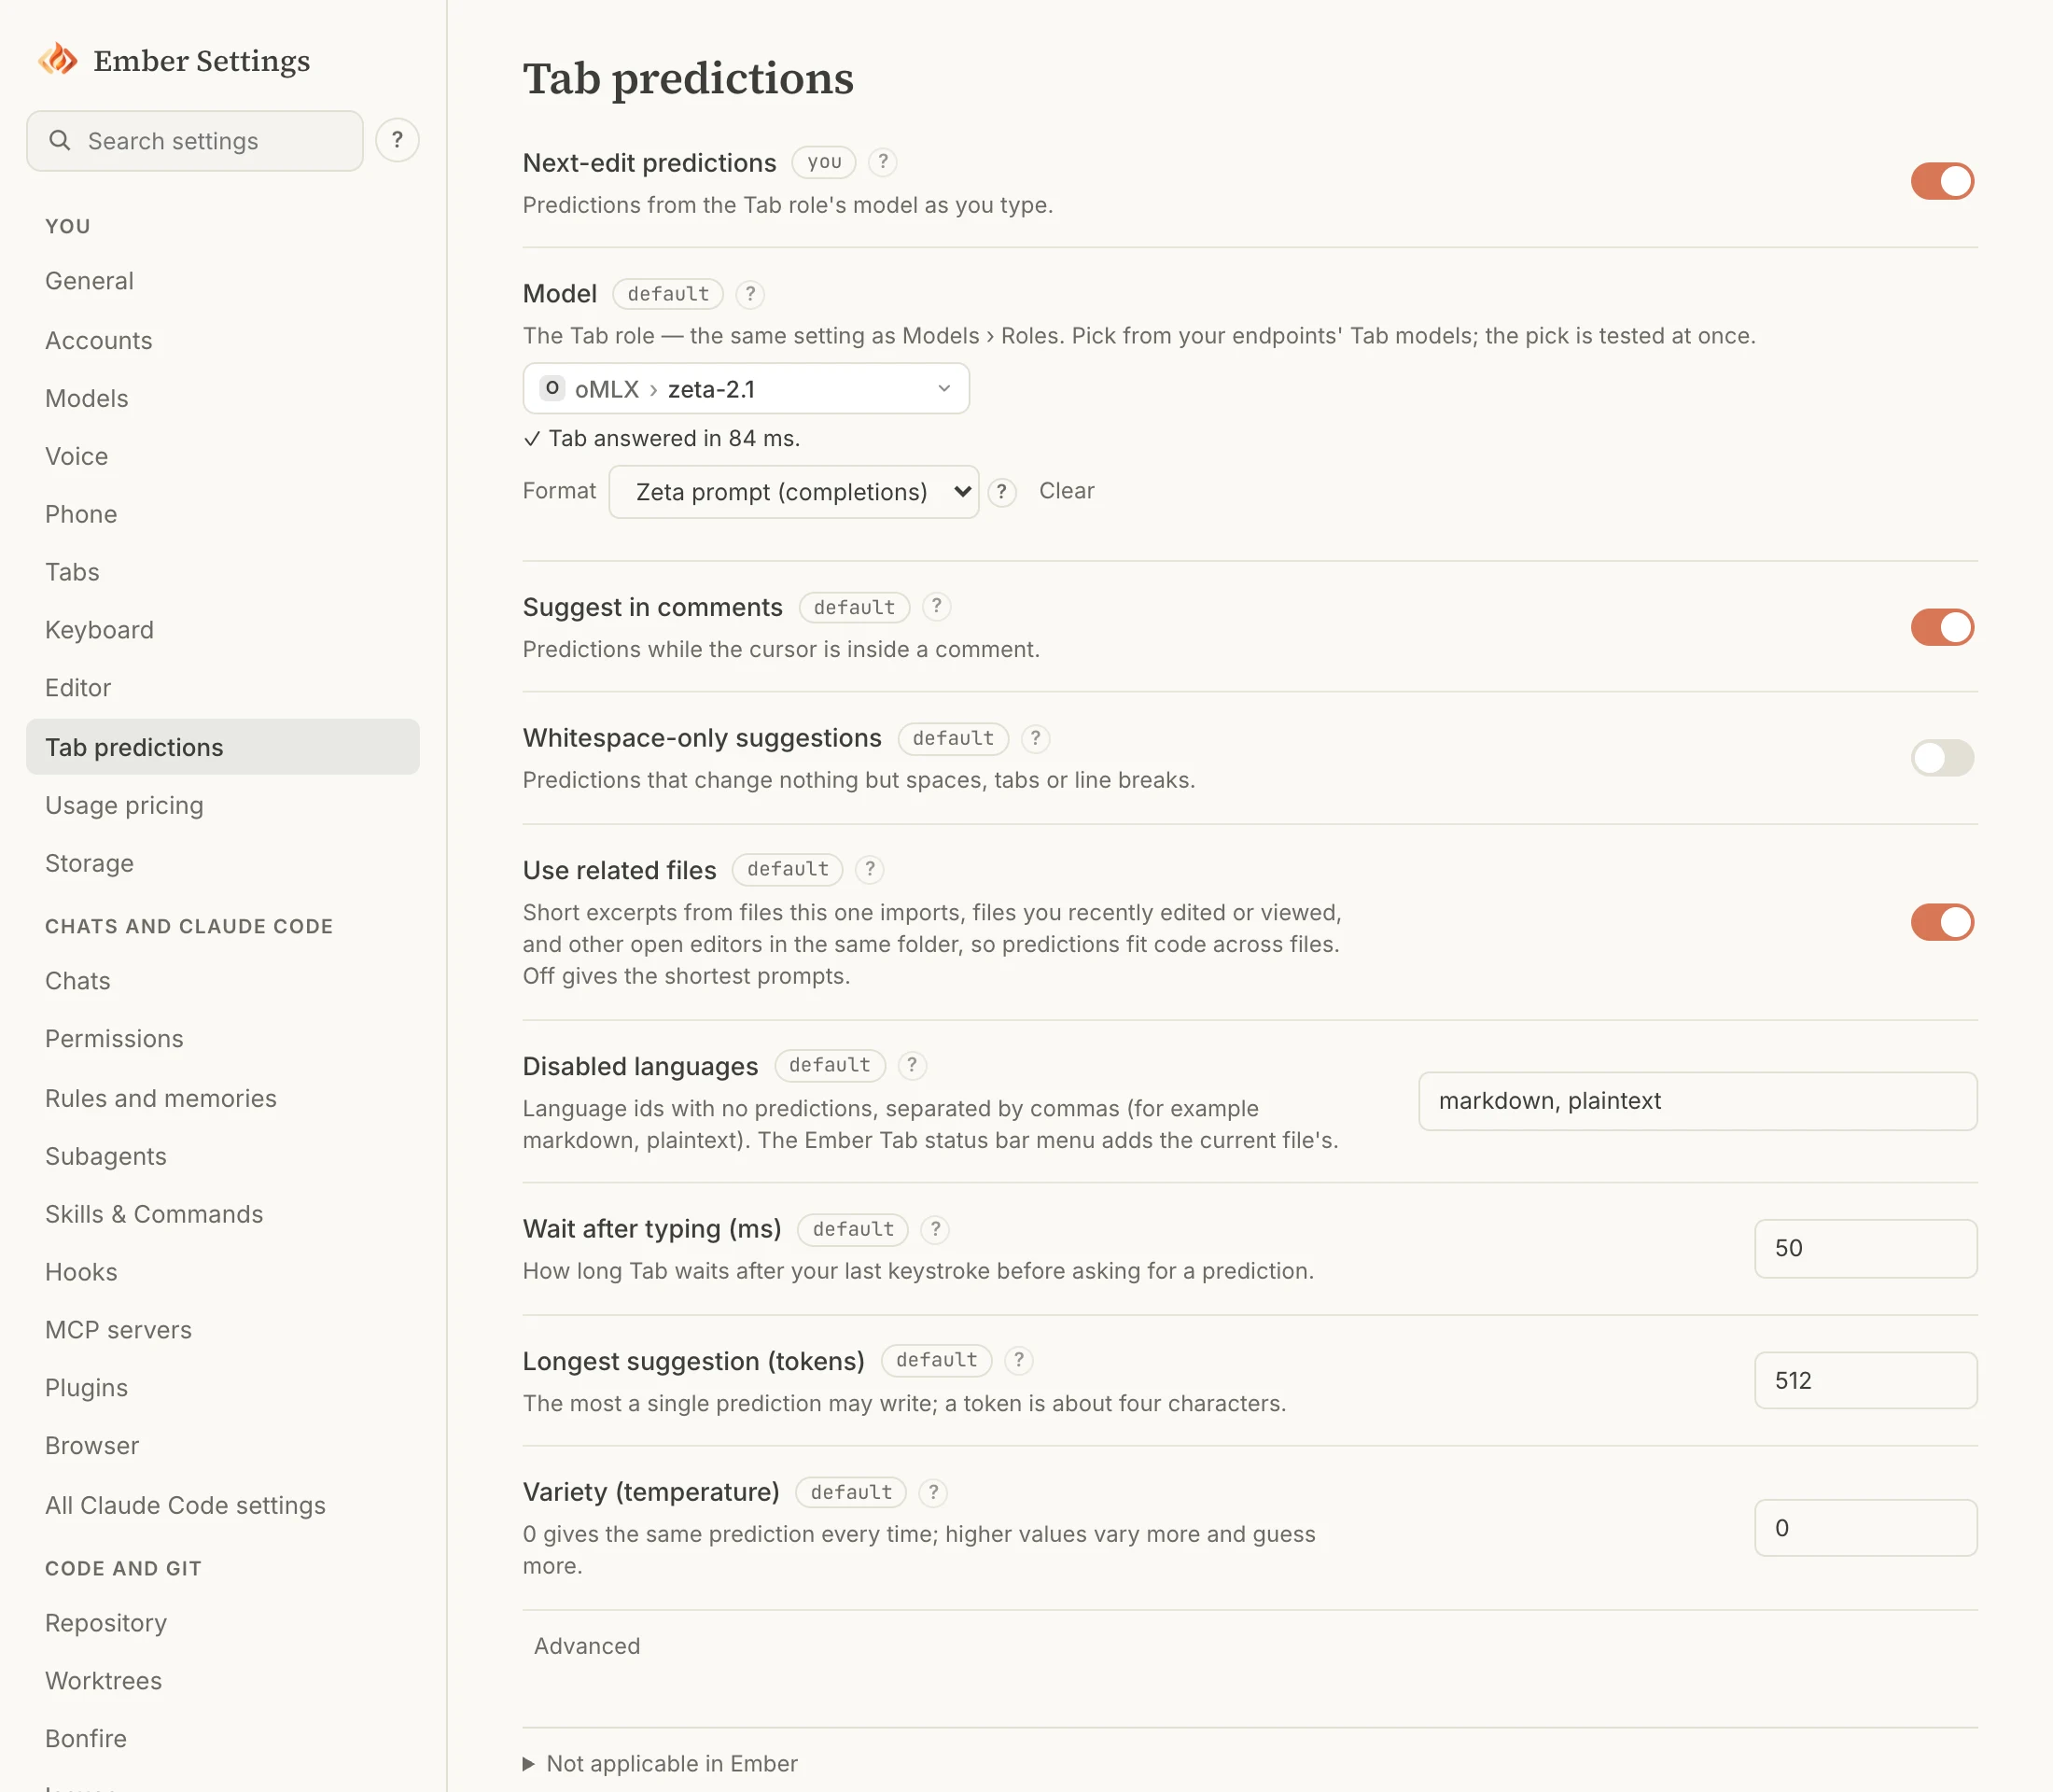 Ember Settings
Search settings
?
YOU
General
Accounts
Models
Voice
Phone
Tabs
Keyboard
Editor
Tab predictions
Usage pricing
Storage
CHATS AND CLAUDE CODE
Chats
Permissions
Rules and memories
Subagents
Skills & Commands
Hooks
MCP servers
Plugins
Browser
All Claude Code settings
CODE AND GIT
Repository
Worktrees
Bonfire
Tab predictions
Next-edit predictions you ?
Predictions from the Tab role's model as you type.
Model default ?
The Tab role — the same setting as Models › Roles. Pick from your endpoints' Tab models; the pick is tested at once.
O oMLX › zeta-2.1
✓ Tab answered in 84 ms.
Format Zeta prompt (completions) ? Clear
Suggest in comments default ?
Predictions while the cursor is inside a comment.
Whitespace-only suggestions default ?
Predictions that change nothing but spaces, tabs or line breaks.
Use related files default ?
Short excerpts from files this one imports, files you recently edited or viewed,
and other open editors in the same folder, so predictions fit code across files.
Off gives the shortest prompts.
Disabled languages default ?
Language ids with no predictions, separated by commas (for example
markdown, plaintext). The Ember Tab status bar menu adds the current file's.
markdown, plaintext
Wait after typing (ms) default ?
How long Tab waits after your last keystroke before asking for a prediction.
50
Longest suggestion (tokens) default ?
The most a single prediction may write; a token is about four characters.
512
Variety (temperature) default ?
0 gives the same prediction every time; higher values vary more and guess
more.
0
Advanced
Not applicable in Ember